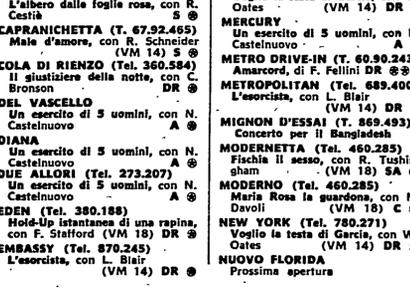 L'albero dalle foglie rosa, con R.
Cestiè S ⊛
CAPRANICHETTA (T. 67.92.465)
Male d'amore, con R. Schneider
(VM 14) S ⊛
COLA DI RIENZO (Tel. 360.584)
Il giustiziere della notte, con C.
Bronson DR ⊛
DEL VASCELLO
Un esercito di 5 uomini, con N.
Castelnuovo A ⊛
DIANA
Un esercito di 5 uomini, con N.
Castelnuovo A ⊛
DUE ALLORI (Tel. 273.207)
Un esercito di 5 uomini, con N.
Castelnuovo A ⊛
EDEN (Tel. 380.188)
Hold-Up istantanea di una rapina,
con F. Stafford (VM 18) DR ⊛
EMBASSY (Tel. 870.245)
L'esorcista, con L. Blair
(VM 14) DR ⊛
Oates (VM 14) DR
MERCURY
Un esercito di 5 uomini, con
Castelnuovo A
METRO DRIVE-IN (T. 60.90.243
Amarcord, di F. Fellini DR ⊛⊛
METROPOLITAN (Tel. 689.400
L'esorcista, con L. Blair
(VM 14) DR
MIGNON D'ESSAI (T. 869.493)
Concerto per il Bangladesh
MODERNETTA (Tel. 460.285)
Fischia il sesso, con R. Tushi
gham (VM 18) SA
MODERNO (Tel. 460.285)
Maria Rosa la guardona, con
Davoli (VM 18) C
NEW YORK (Tel. 780.271)
Voglio la testa di Garcia, con W
Oates (VM 14) DR
NUOVO FLORIDA
Prossima apertura